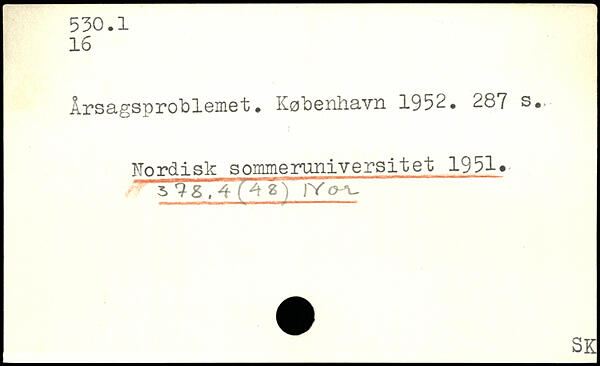 530.1
16
Årsagsproblemet. København 1952. 287 s.
Nordisk sommeruniversitet 1951.
378.4(48) Nor
SK